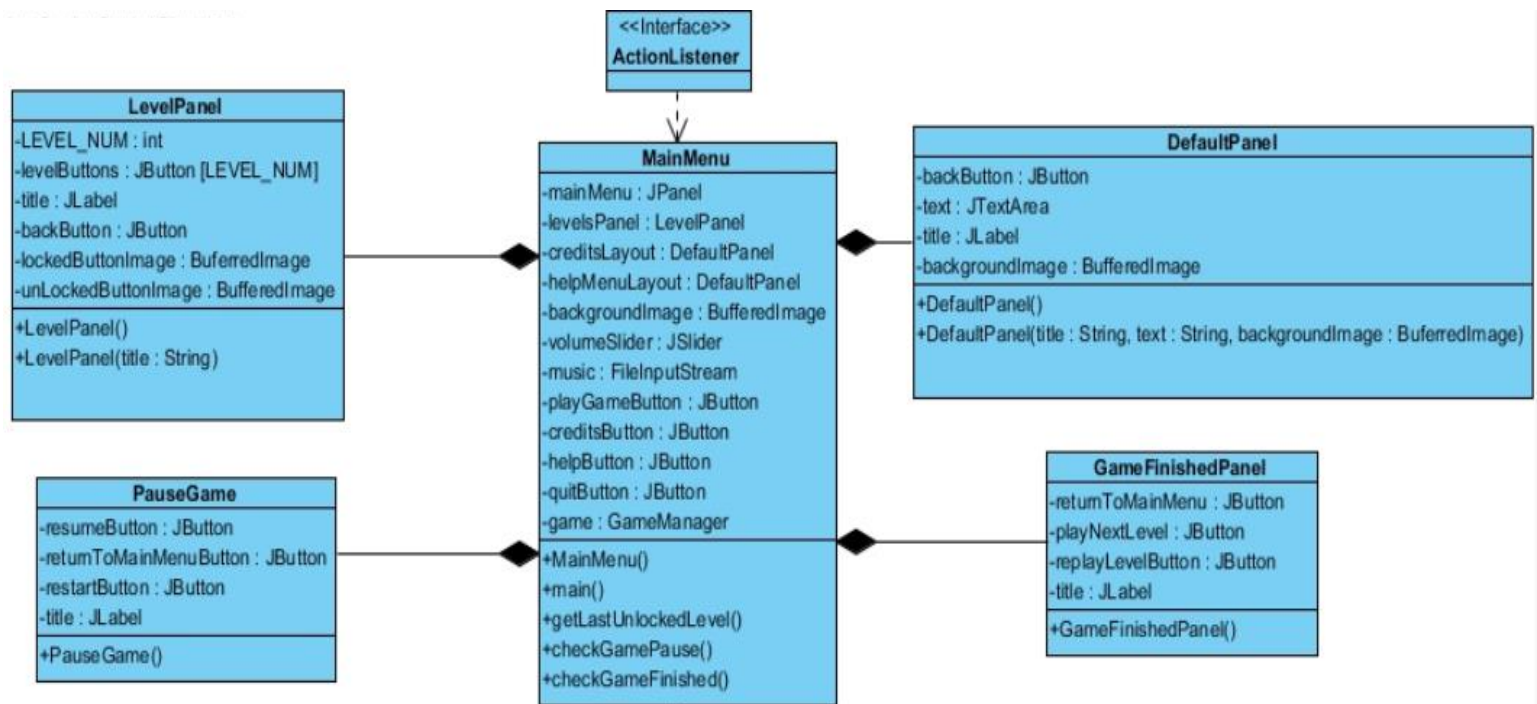 <<Interface>>
ActionListener
LevelPanel
-LEVEL_NUM : int
-levelButtons : JButton [LEVEL_NUM]
-title : JLabel
-backButton : JButton
-lockedButtonImage : BuferredImage
-unLockedButtonImage : BufferedImage
+LevelPanel()
+LevelPanel(title : String)
MainMenu
-mainMenu : JPanel
-levelsPanel : LevelPanel
-creditsLayout : DefaultPanel
-helpMenuLayout : DefaultPanel
-backgroundImage : BufferedImage
-volumeSlider : JSlider
-music : FileInputStream
-playGameButton : JButton
-creditsButton : JButton
-helpButton : JButton
-quitButton : JButton
-game : GameManager
+MainMenu()
+main()
+getLastUnlockedLevel()
+checkGamePause()
+checkGameFinished()
DefaultPanel
-backButton : JButton
-text : JTextArea
-title : JLabel
-backgroundImage : BufferedImage
+DefaultPanel()
+DefaultPanel(title : String, text : String, backgroundImage : BuferredImage)
PauseGame
-resumeButton : JButton
-returnToMainMenuButton : JButton
-restartButton : JButton
-title : JLabel
+PauseGame()
GameFinishedPanel
-returnToMainMenu : JButton
-playNextLevel : JButton
-replayLevelButton : JButton
-title : JLabel
+GameFinishedPanel()